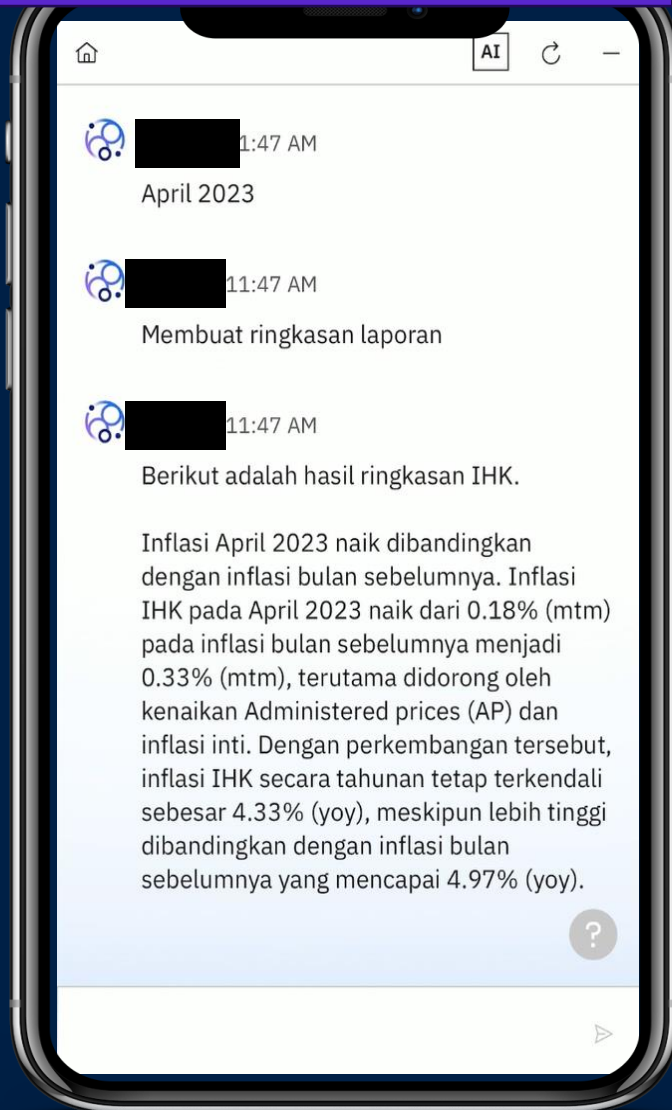 AI
1:47 AM
April 2023
11:47 AM
Membuat ringkasan laporan
11:47 AM
Berikut adalah hasil ringkasan IHK.
Inflasi April 2023 naik dibandingkan
dengan inflasi bulan sebelumnya. Inflasi
IHK pada April 2023 naik dari 0.18% (mtm)
pada inflasi bulan sebelumnya menjadi
0.33% (mtm), terutama didorong oleh
kenaikan Administered prices (AP) dan
inflasi inti. Dengan perkembangan tersebut,
inflasi IHK secara tahunan tetap terkendali
sebesar 4.33% (yoy), meskipun lebih tinggi
dibandingkan dengan inflasi bulan
sebelumnya yang mencapai 4.97% (yoy).
?